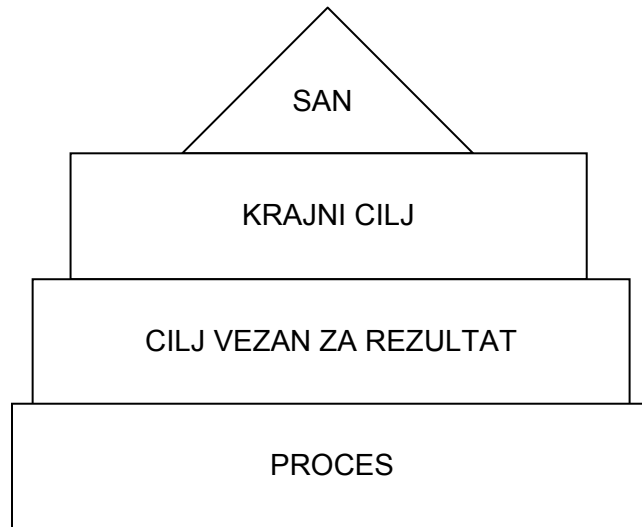 SAN
KRAJNI CILJ
CILJ VEZAN ZA REZULTAT
PROCES